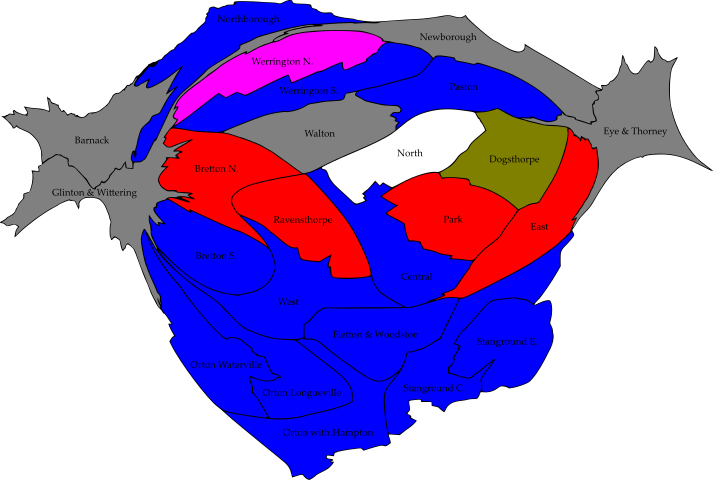 Northborough
Newborough
Werrington N.
Werrington S.
Paston
Barnack
Walton
Eye & Thorney
North
Dogsthorpe
Bretton N.
Glinton & Wittering
Ravensthorpe
Park
East
Bretton S.
Central
West
Fletton & Woodston
Stanground E.
Orton Waterville
Orton Longueville
Stanground C.
Orton with Hampton